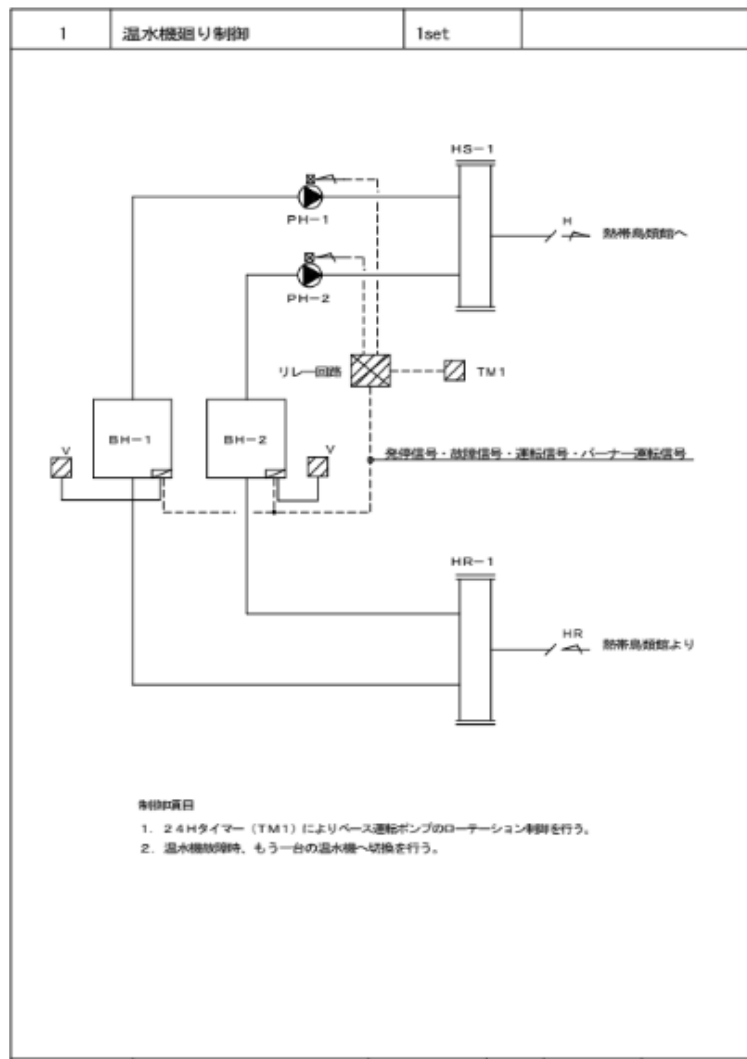 1 温水機廻り制御 1set
HS-1
PH-1
H
熱帯鳥類館へ
PH-2
リレー回路
TM1
BH-1
BH-2
V
V
発停信号・故障信号・運転信号・バーナー運転信号
HR-1
HR
熱帯鳥類館より
制御項目
1. 24Hタイマー（TM1）によりベース運転ポンプのローテーション制御を行う。
2. 温水機故障時、もう一台の温水機へ切換を行う。